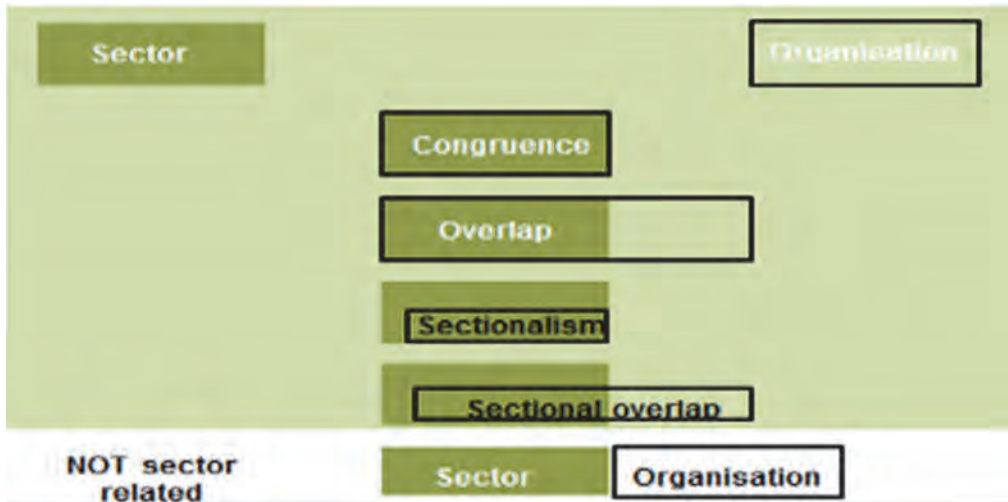 Sector
Organisation
Congruence
Overlap
Sectionalism
Sectional overlap
NOT sector
related
Sector
Organisation